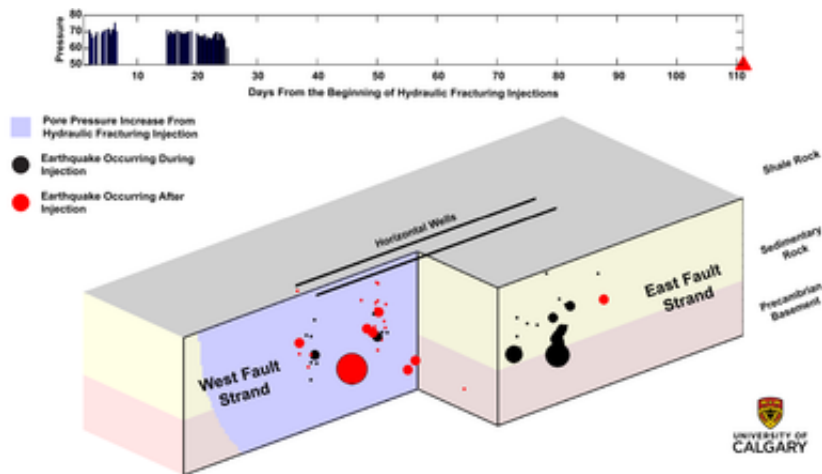 80
70
60
50
Pressure
10 20 30 40 50 60 70 80 90 100 110
Days From the Beginning of Hydraulic Fracturing Injections
Pore Pressure Increase From
Hydraulic Fracturing Injection
Earthquake Occurring During
Injection
Earthquake Occurring After
Injection
Horizontal Wells
Shale Rock
Sedimentary
Rock
Precambrian
Basement
West Fault
Strand
East Fault
Strand
UNIVERSITY OF
CALGARY